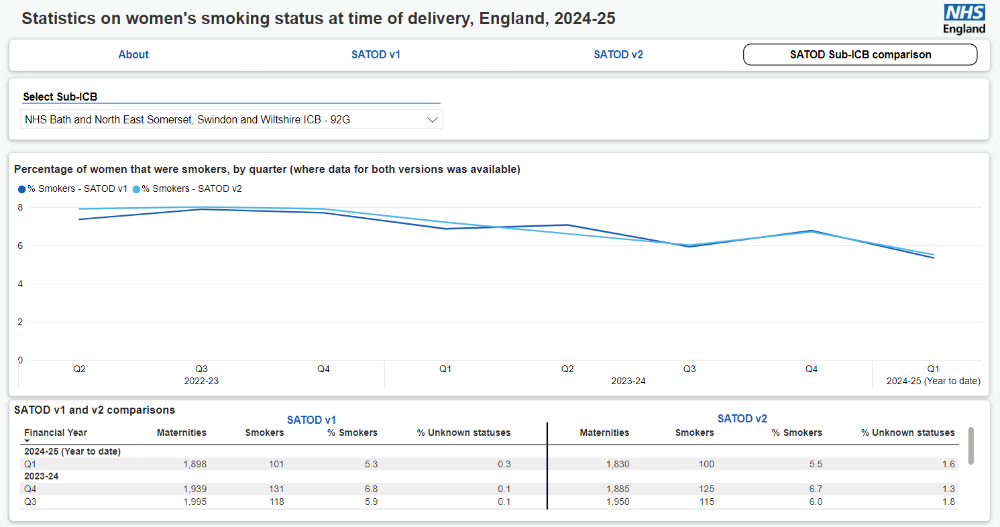 Statistics on women's smoking status at time of delivery, England, 2024-25
NHS
England
About SATOD v1 SATOD v2 SATOD Sub-ICB comparison
Select Sub-ICB
NHS Bath and North East Somerset, Swindon and Wiltshire ICB - 92G
Percentage of women that were smokers, by quarter (where data for both versions was available)
% Smokers - SATOD v1 % Smokers - SATOD v2
8
6
4
2
0
Q2 Q3 Q4 Q1 Q2 Q3 Q4 Q1
2022-23 2023-24 2024-25 (Year to date)
SATOD v1 and v2 comparisons
SATOD v1 SATOD v2
Financial Year Maternities Smokers % Smokers % Unknown statuses Maternities Smokers % Smokers % Unknown statuses
2024-25 (Year to date)
Q1 1,898 101 5.3 0.3 1,830 100 5.5 1.6
2023-24
Q4 1,939 131 6.8 0.1 1,885 125 6.7 1.3
Q3 1,995 118 5.9 0.1 1,950 115 6.0 1.8